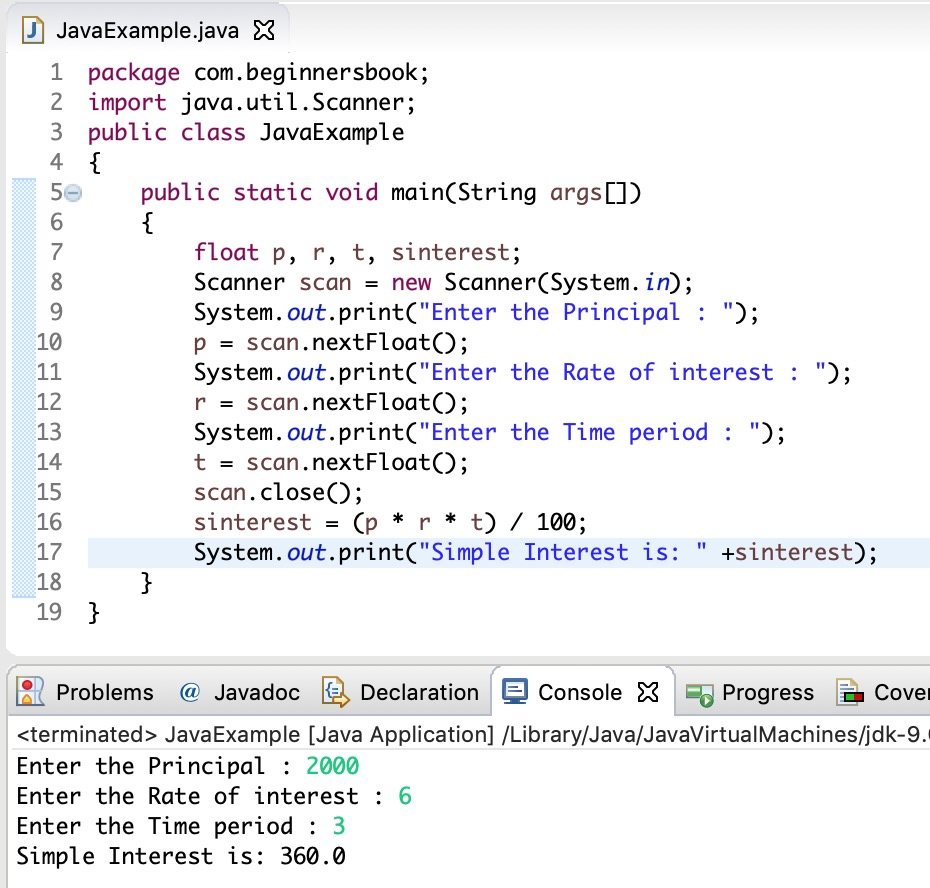 JavaExample.java
1 package com.beginnersbook;
2 import java.util.Scanner;
3 public class JavaExample
4 {
5     public static void main(String args[])
6     {
7         float p, r, t, sinterest;
8         Scanner scan = new Scanner(System.in);
9         System.out.print("Enter the Principal : ");
10         p = scan.nextFloat();
11         System.out.print("Enter the Rate of interest : ");
12         r = scan.nextFloat();
13         System.out.print("Enter the Time period : ");
14         t = scan.nextFloat();
15         scan.close();
16         sinterest = (p * r * t) / 100;
17         System.out.print("Simple Interest is: " +sinterest);
18     }
19 }
Problems @ Javadoc Declaration Console Progress Cover
<terminated> JavaExample [Java Application] /Library/Java/JavaVirtualMachines/jdk-9.
Enter the Principal : 2000
Enter the Rate of interest : 6
Enter the Time period : 3
Simple Interest is: 360.0